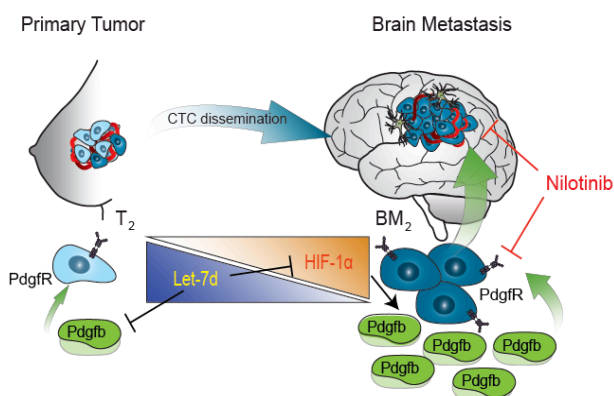 Primary Tumor
Brain Metastasis
CTC dissemination
Nilotinib
T2
BM2
PdgfR
Let-7d
HIF-1α
PdgfR
Pdgfb
Pdgfb
Pdgfb
Pdgfb
Pdgfb
Pdgfb
Pdgfb